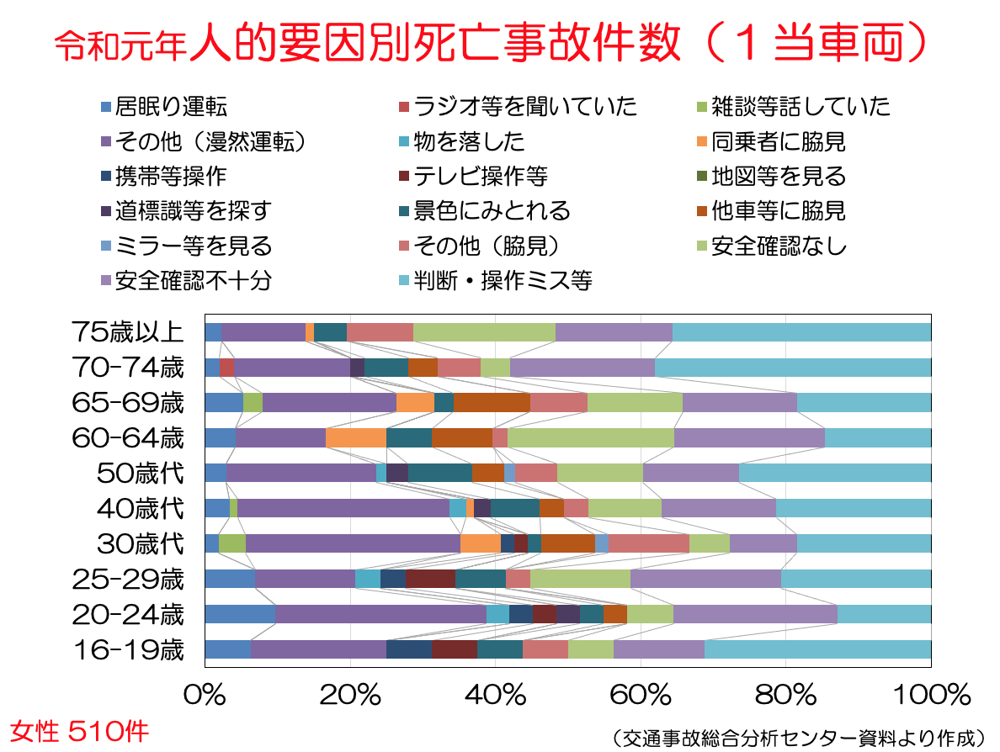 令和元年人的要因別死亡事故件数（１当車両）
居眠り運転 ラジオ等を聞いていた 雑談等話していた
その他（漫然運転） 物を落した 同乗者に脇見
携帯等操作 テレビ操作等 地図等を見る
道標識等を探す 景色にみとれる 他車等に脇見
ミラー等を見る その他（脇見） 安全確認なし
安全確認不十分 判断・操作ミス等
75歳以上
70-74歳
65-69歳
60-64歳
50歳代
40歳代
30歳代
25-29歳
20-24歳
16-19歳
0% 20% 40% 60% 80% 100%
女性 510件
（交通事故総合分析センター資料より作成）